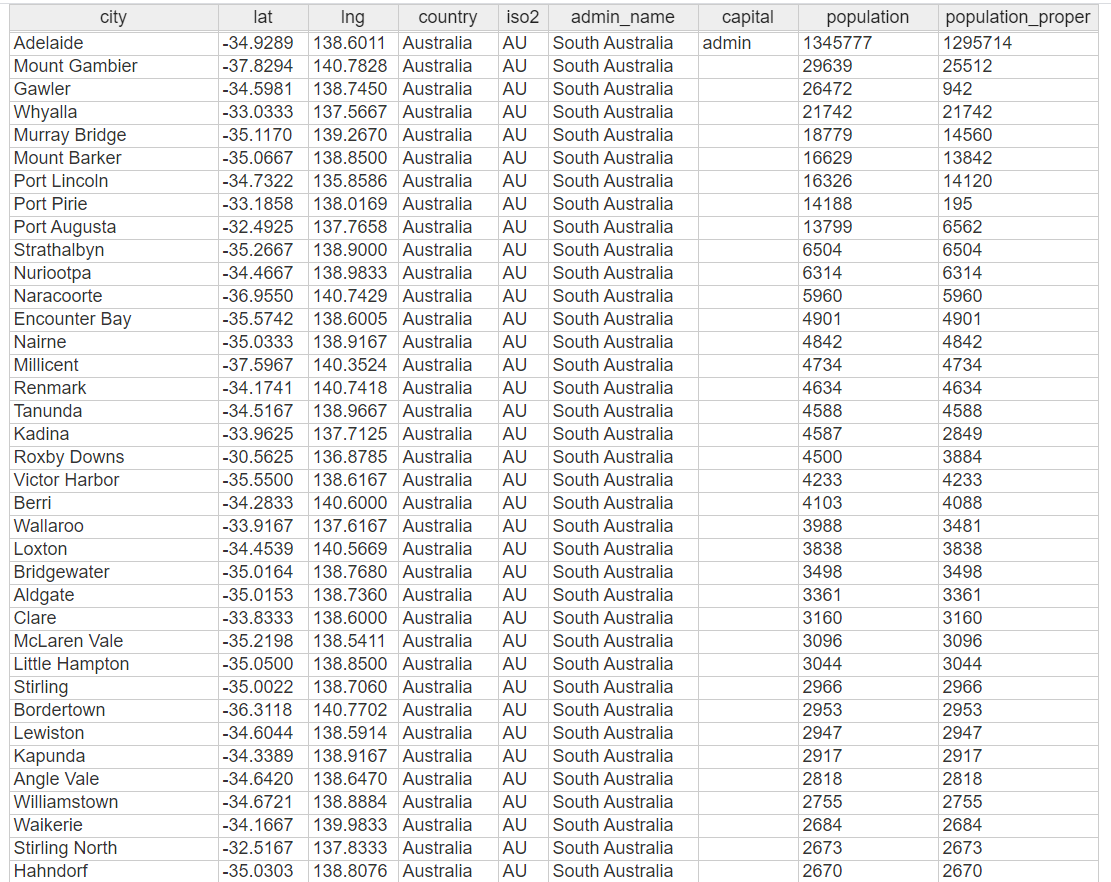 city lat lng country iso2 admin_name capital population population_proper
Adelaide -34.9289 138.6011 Australia AU South Australia admin 1345777 1295714
Mount Gambier -37.8294 140.7828 Australia AU South Australia 29639 25512
Gawler -34.5981 138.7450 Australia AU South Australia 26472 942
Whyalla -33.0333 137.5667 Australia AU South Australia 21742 21742
Murray Bridge -35.1170 139.2670 Australia AU South Australia 18779 14560
Mount Barker -35.0667 138.8500 Australia AU South Australia 16629 13842
Port Lincoln -34.7322 135.8586 Australia AU South Australia 16326 14120
Port Pirie -33.1858 138.0169 Australia AU South Australia 14188 195
Port Augusta -32.4925 137.7658 Australia AU South Australia 13799 6562
Strathalbyn -35.2667 138.9000 Australia AU South Australia 6504 6504
Nuriootpa -34.4667 138.9833 Australia AU South Australia 6314 6314
Naracoorte -36.9550 140.7429 Australia AU South Australia 5960 5960
Encounter Bay -35.5742 138.6005 Australia AU South Australia 4901 4901
Nairne -35.0333 138.9167 Australia AU South Australia 4842 4842
Millicent -37.5967 140.3524 Australia AU South Australia 4734 4734
Renmark -34.1741 140.7418 Australia AU South Australia 4634 4634
Tanunda -34.5167 138.9667 Australia AU South Australia 4588 4588
Kadina -33.9625 137.7125 Australia AU South Australia 4587 2849
Roxby Downs -30.5625 136.8785 Australia AU South Australia 4500 3884
Victor Harbor -35.5500 138.6167 Australia AU South Australia 4233 4233
Berri -34.2833 140.6000 Australia AU South Australia 4103 4088
Wallaroo -33.9167 137.6167 Australia AU South Australia 3988 3481
Loxton -34.4539 140.5669 Australia AU South Australia 3838 3838
Bridgewater -35.0164 138.7680 Australia AU South Australia 3498 3498
Aldgate -35.0153 138.7360 Australia AU South Australia 3361 3361
Clare -33.8333 138.6000 Australia AU South Australia 3160 3160
McLaren Vale -35.2198 138.5411 Australia AU South Australia 3096 3096
Little Hampton -35.0500 138.8500 Australia AU South Australia 3044 3044
Stirling -35.0022 138.7060 Australia AU South Australia 2966 2966
Bordertown -36.3118 140.7702 Australia AU South Australia 2953 2953
Lewiston -34.6044 138.5914 Australia AU South Australia 2947 2947
Kapunda -34.3389 138.9167 Australia AU South Australia 2917 2917
Angle Vale -34.6420 138.6470 Australia AU South Australia 2818 2818
Williamstown -34.6721 138.8884 Australia AU South Australia 2755 2755
Waikerie -34.1667 139.9833 Australia AU South Australia 2684 2684
Stirling North -32.5167 137.8333 Australia AU South Australia 2673 2673
Hahndorf -35.0303 138.8076 Australia AU South Australia 2670 2670